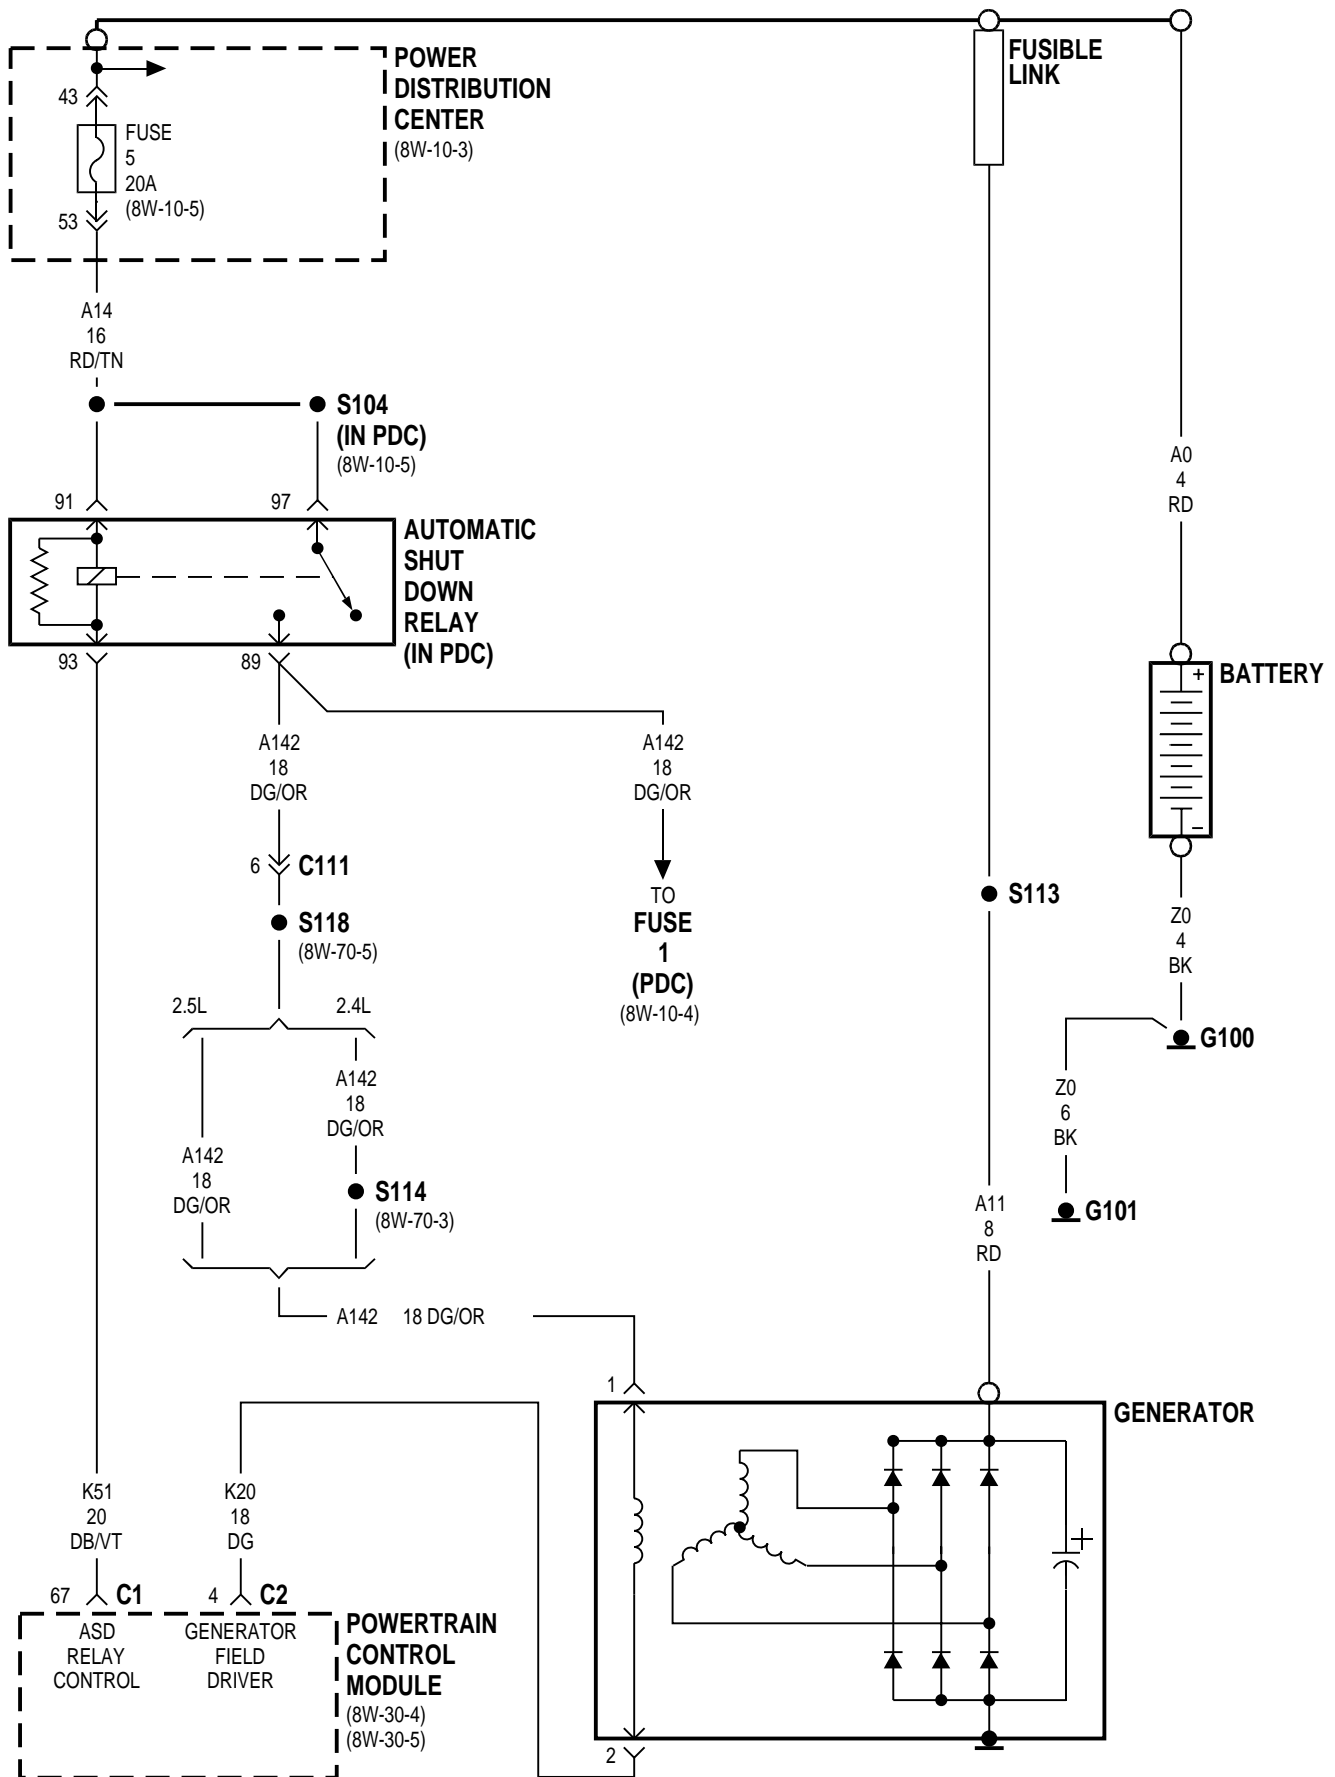 POWER
DISTRIBUTION
CENTER
(8W-10-3)
43
FUSE
5
20A
(8W-10-5)
53
FUSIBLE
LINK
A14
16
RD/TN
S104
(IN PDC)
(8W-10-5)
A0
4
RD
91
97
AUTOMATIC
SHUT
DOWN
RELAY
(IN PDC)
93
89
+
BATTERY
–
A142
18
DG/OR
A142
18
DG/OR
6
C111
S118
(8W-70-5)
TO
FUSE
1
(PDC)
(8W-10-4)
S113
Z0
4
BK
G100
2.5L
2.4L
A142
18
DG/OR
Z0
6
BK
A142
18
DG/OR
S114
(8W-70-3)
A11
8
RD
G101
A142 18 DG/OR
1
GENERATOR
K51
20
DB/VT
K20
18
DG
+
67
C1
4
C2
ASD
RELAY
CONTROL
GENERATOR
FIELD
DRIVER
POWERTRAIN
CONTROL
MODULE
(8W-30-4)
(8W-30-5)
2